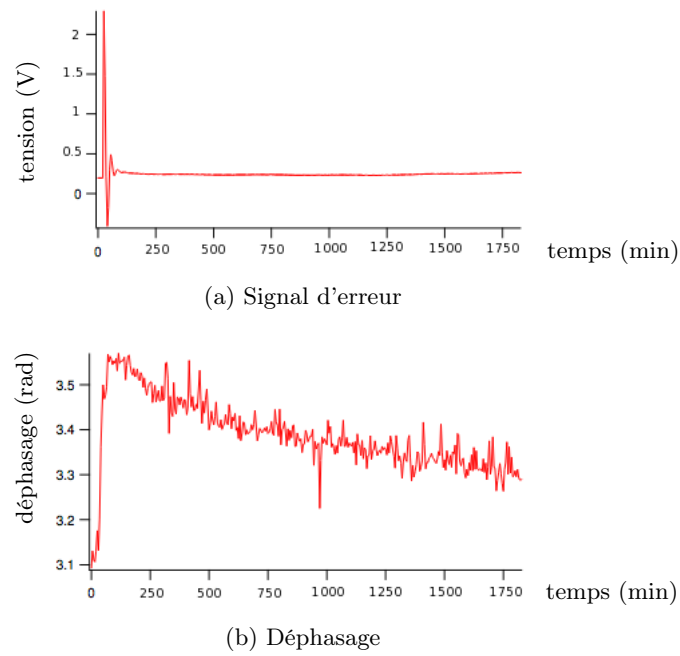 2
1.5
1
0.5
0
tension (V)
0 250 500 750 1000 1250 1500 1750
temps (min)
(a) Signal d'erreur
3.5
3.4
3.3
3.2
3.1
déphasage (rad)
0 250 500 750 1000 1250 1500 1750
temps (min)
(b) Déphasage